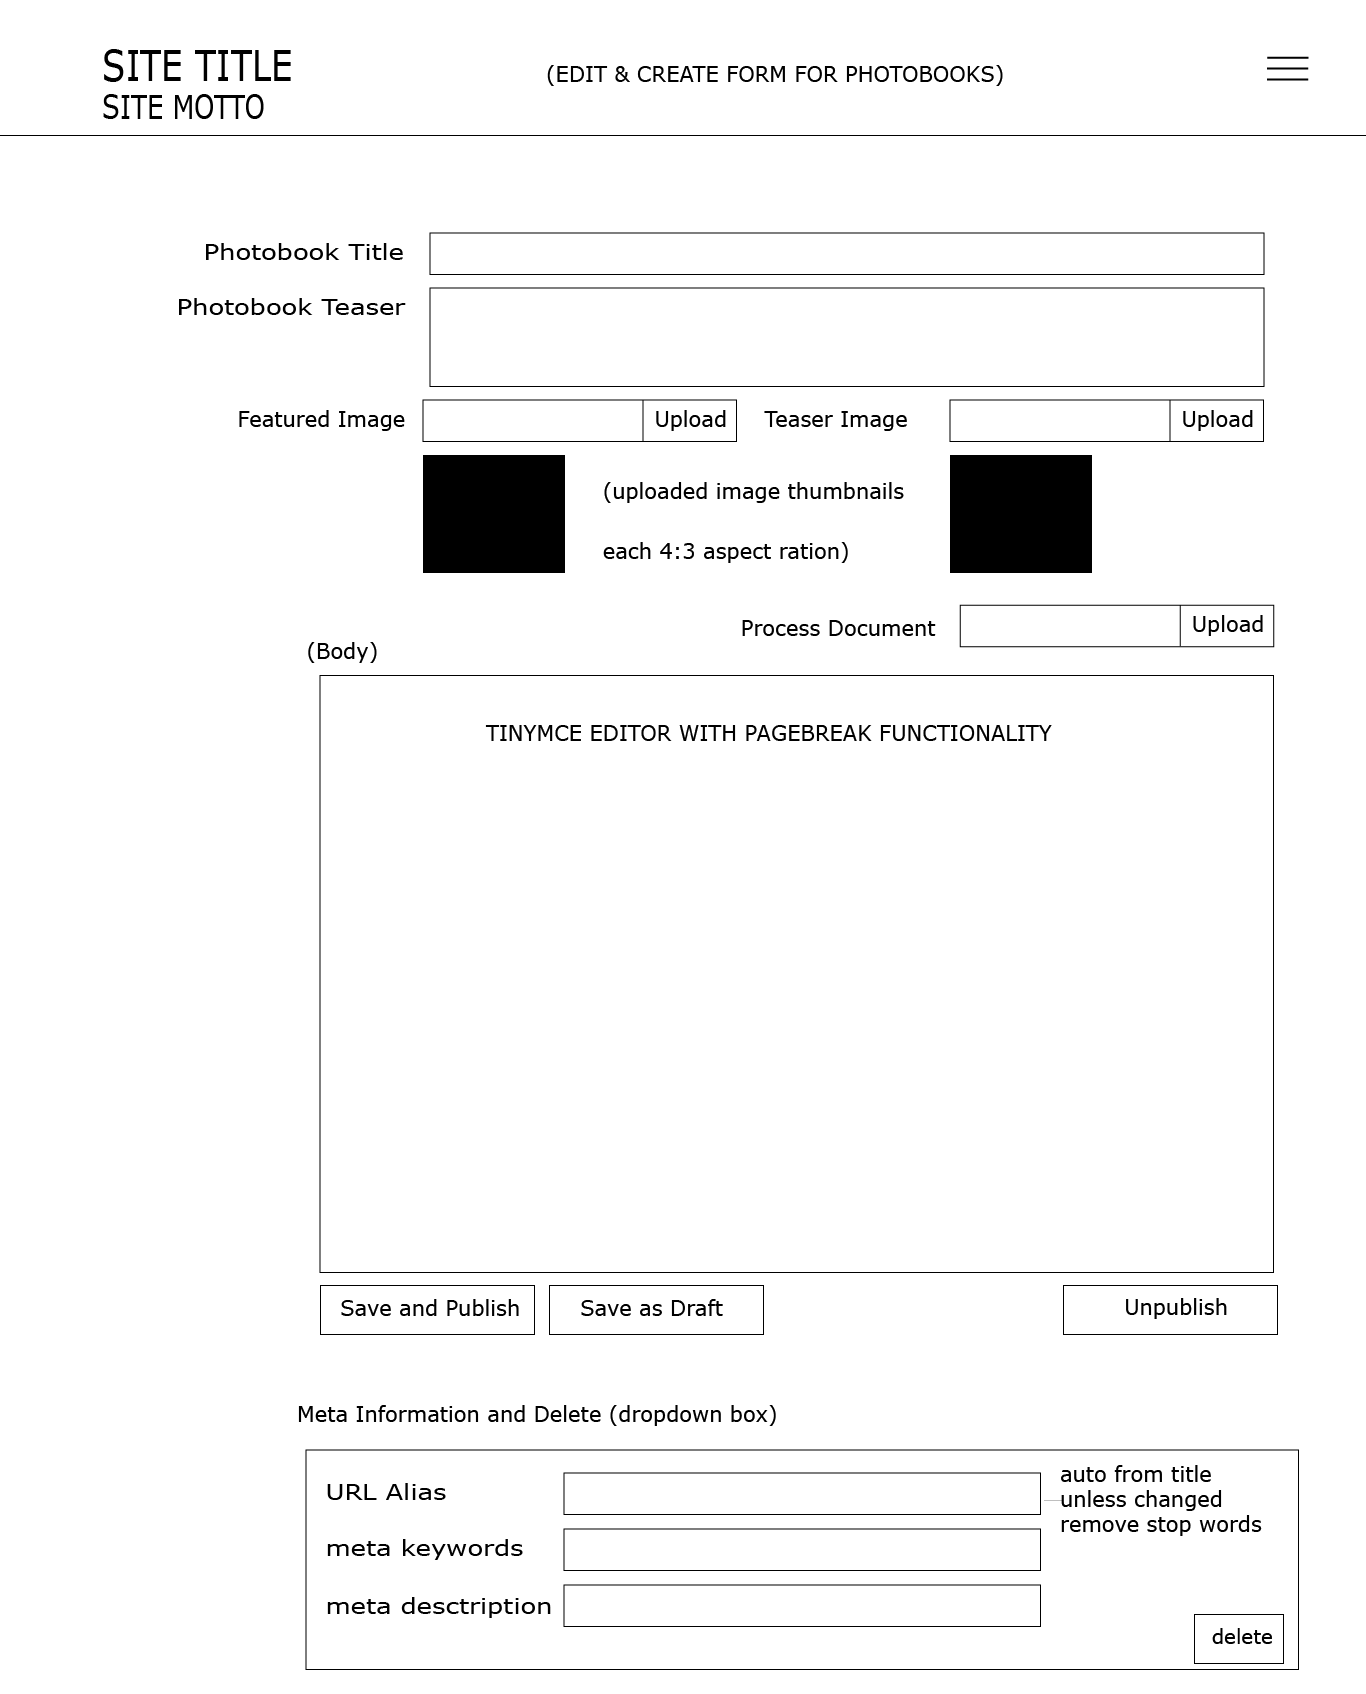 SITE TITLE
SITE MOTTO
(EDIT & CREATE FORM FOR PHOTOBOOKS)
Photobook Title
Photobook Teaser
Featured Image
Upload
Teaser Image
Upload
(uploaded image thumbnails
each 4:3 aspect ration)
Process Document
Upload
(Body)
TINYMCE EDITOR WITH PAGEBREAK FUNCTIONALITY
Save and Publish
Save as Draft
Unpublish
Meta Information and Delete (dropdown box)
URL Alias
auto from title
unless changed
remove stop words
meta keywords
meta desctription
delete